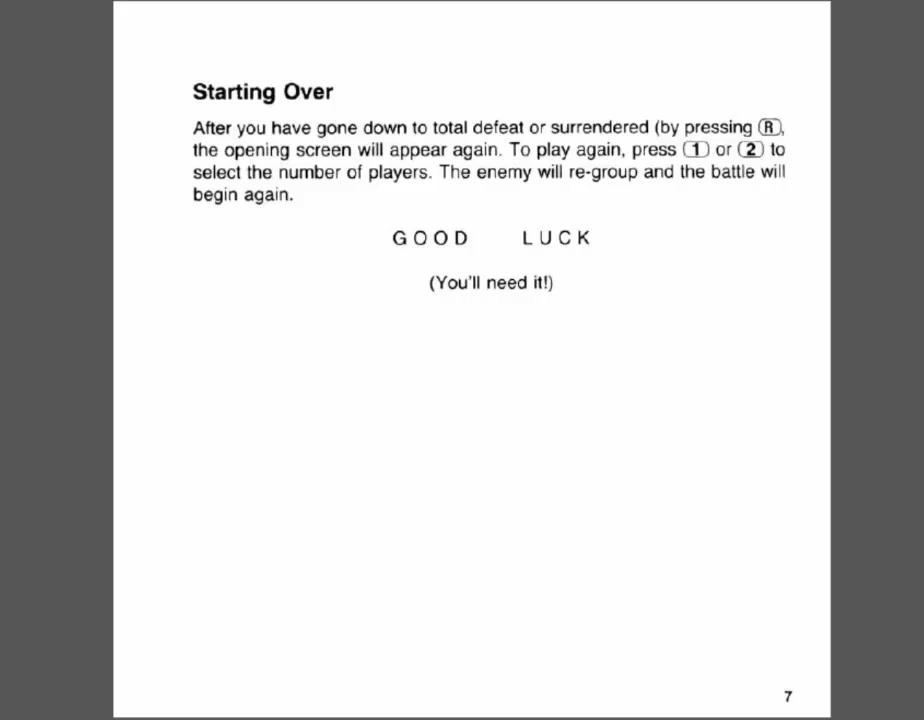 Starting Over
After you have gone down to total defeat or surrendered (by pressing (R),
the opening screen will appear again. To play again, press (1) or (2) to
select the number of players. The enemy will re-group and the battle will
begin again.
GOOD LUCK
(You'll need it!)
7